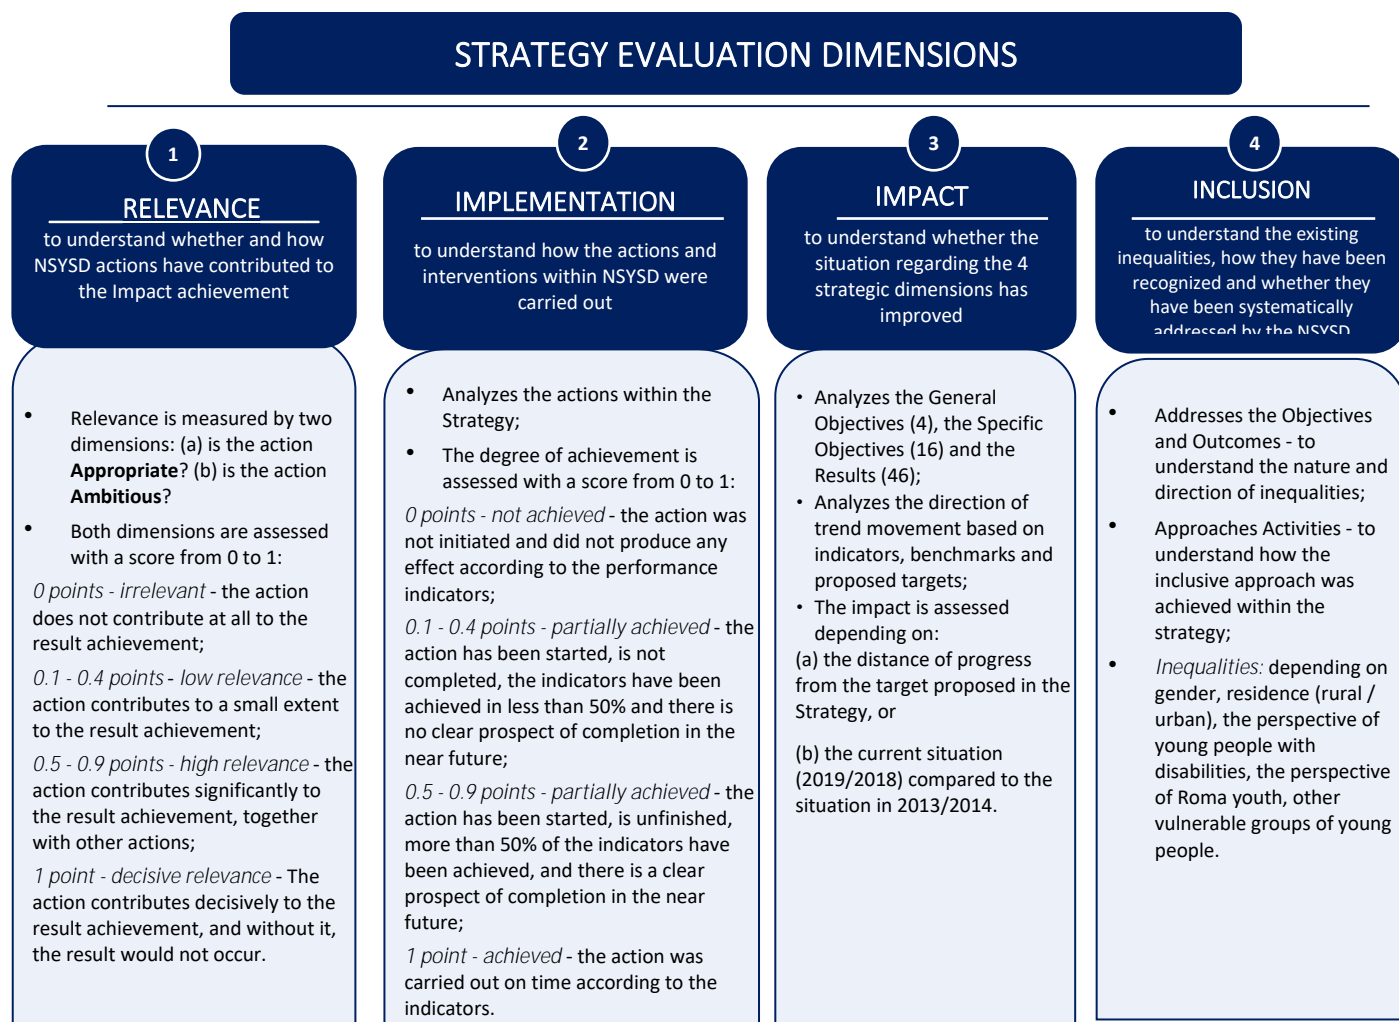 STRATEGY EVALUATION DIMENSIONS
1
RELEVANCE
to understand whether and how
NSYSD actions have contributed to
the Impact achievement
• Relevance is measured by two
dimensions: (a) is the action
Appropriate? (b) is the action
Ambitious?
• Both dimensions are assessed
with a score from 0 to 1:
0 points - irrelevant - the action
does not contribute at all to the
result achievement;
0.1 - 0.4 points - low relevance - the
action contributes to a small extent
to the result achievement;
0.5 - 0.9 points - high relevance - the
action contributes significantly to
the result achievement, together
with other actions;
1 point - decisive relevance - The
action contributes decisively to the
result achievement, and without it,
the result would not occur.
2
IMPLEMENTATION
to understand how the actions and
interventions within NSYSD were
carried out
• Analyzes the actions within the
Strategy;
• The degree of achievement is
assessed with a score from 0 to 1:
0 points - not achieved - the action was
not initiated and did not produce any
effect according to the performance
indicators;
0.1 - 0.4 points - partially achieved - the
action has been started, is not
completed, the indicators have been
achieved in less than 50% and there is
no clear prospect of completion in the
near future;
0.5 - 0.9 points - partially achieved - the
action has been started, is unfinished,
more than 50% of the indicators have
been achieved, and there is a clear
prospect of completion in the near
future;
1 point - achieved - the action was
carried out on time according to the
indicators.
3
IMPACT
to understand whether the
situation regarding the 4
strategic dimensions has
improved
• Analyzes the General
Objectives (4), the Specific
Objectives (16) and the
Results (46);
• Analyzes the direction of
trend movement based on
indicators, benchmarks and
proposed targets;
• The impact is assessed
depending on:
(a) the distance of progress
from the target proposed in the
Strategy, or
(b) the current situation
(2019/2018) compared to the
situation in 2013/2014.
4
INCLUSION
to understand the existing
inequalities, how they have been
recognized and whether they
have been systematically
addressed by the NSYSD
• Addresses the Objectives
and Outcomes - to
understand the nature and
direction of inequalities;
• Approaches Activities - to
understand how the
inclusive approach was
achieved within the
strategy;
• Inequalities: depending on
gender, residence (rural /
urban), the perspective of
young people with
disabilities, the perspective
of Roma youth, other
vulnerable groups of young
people.